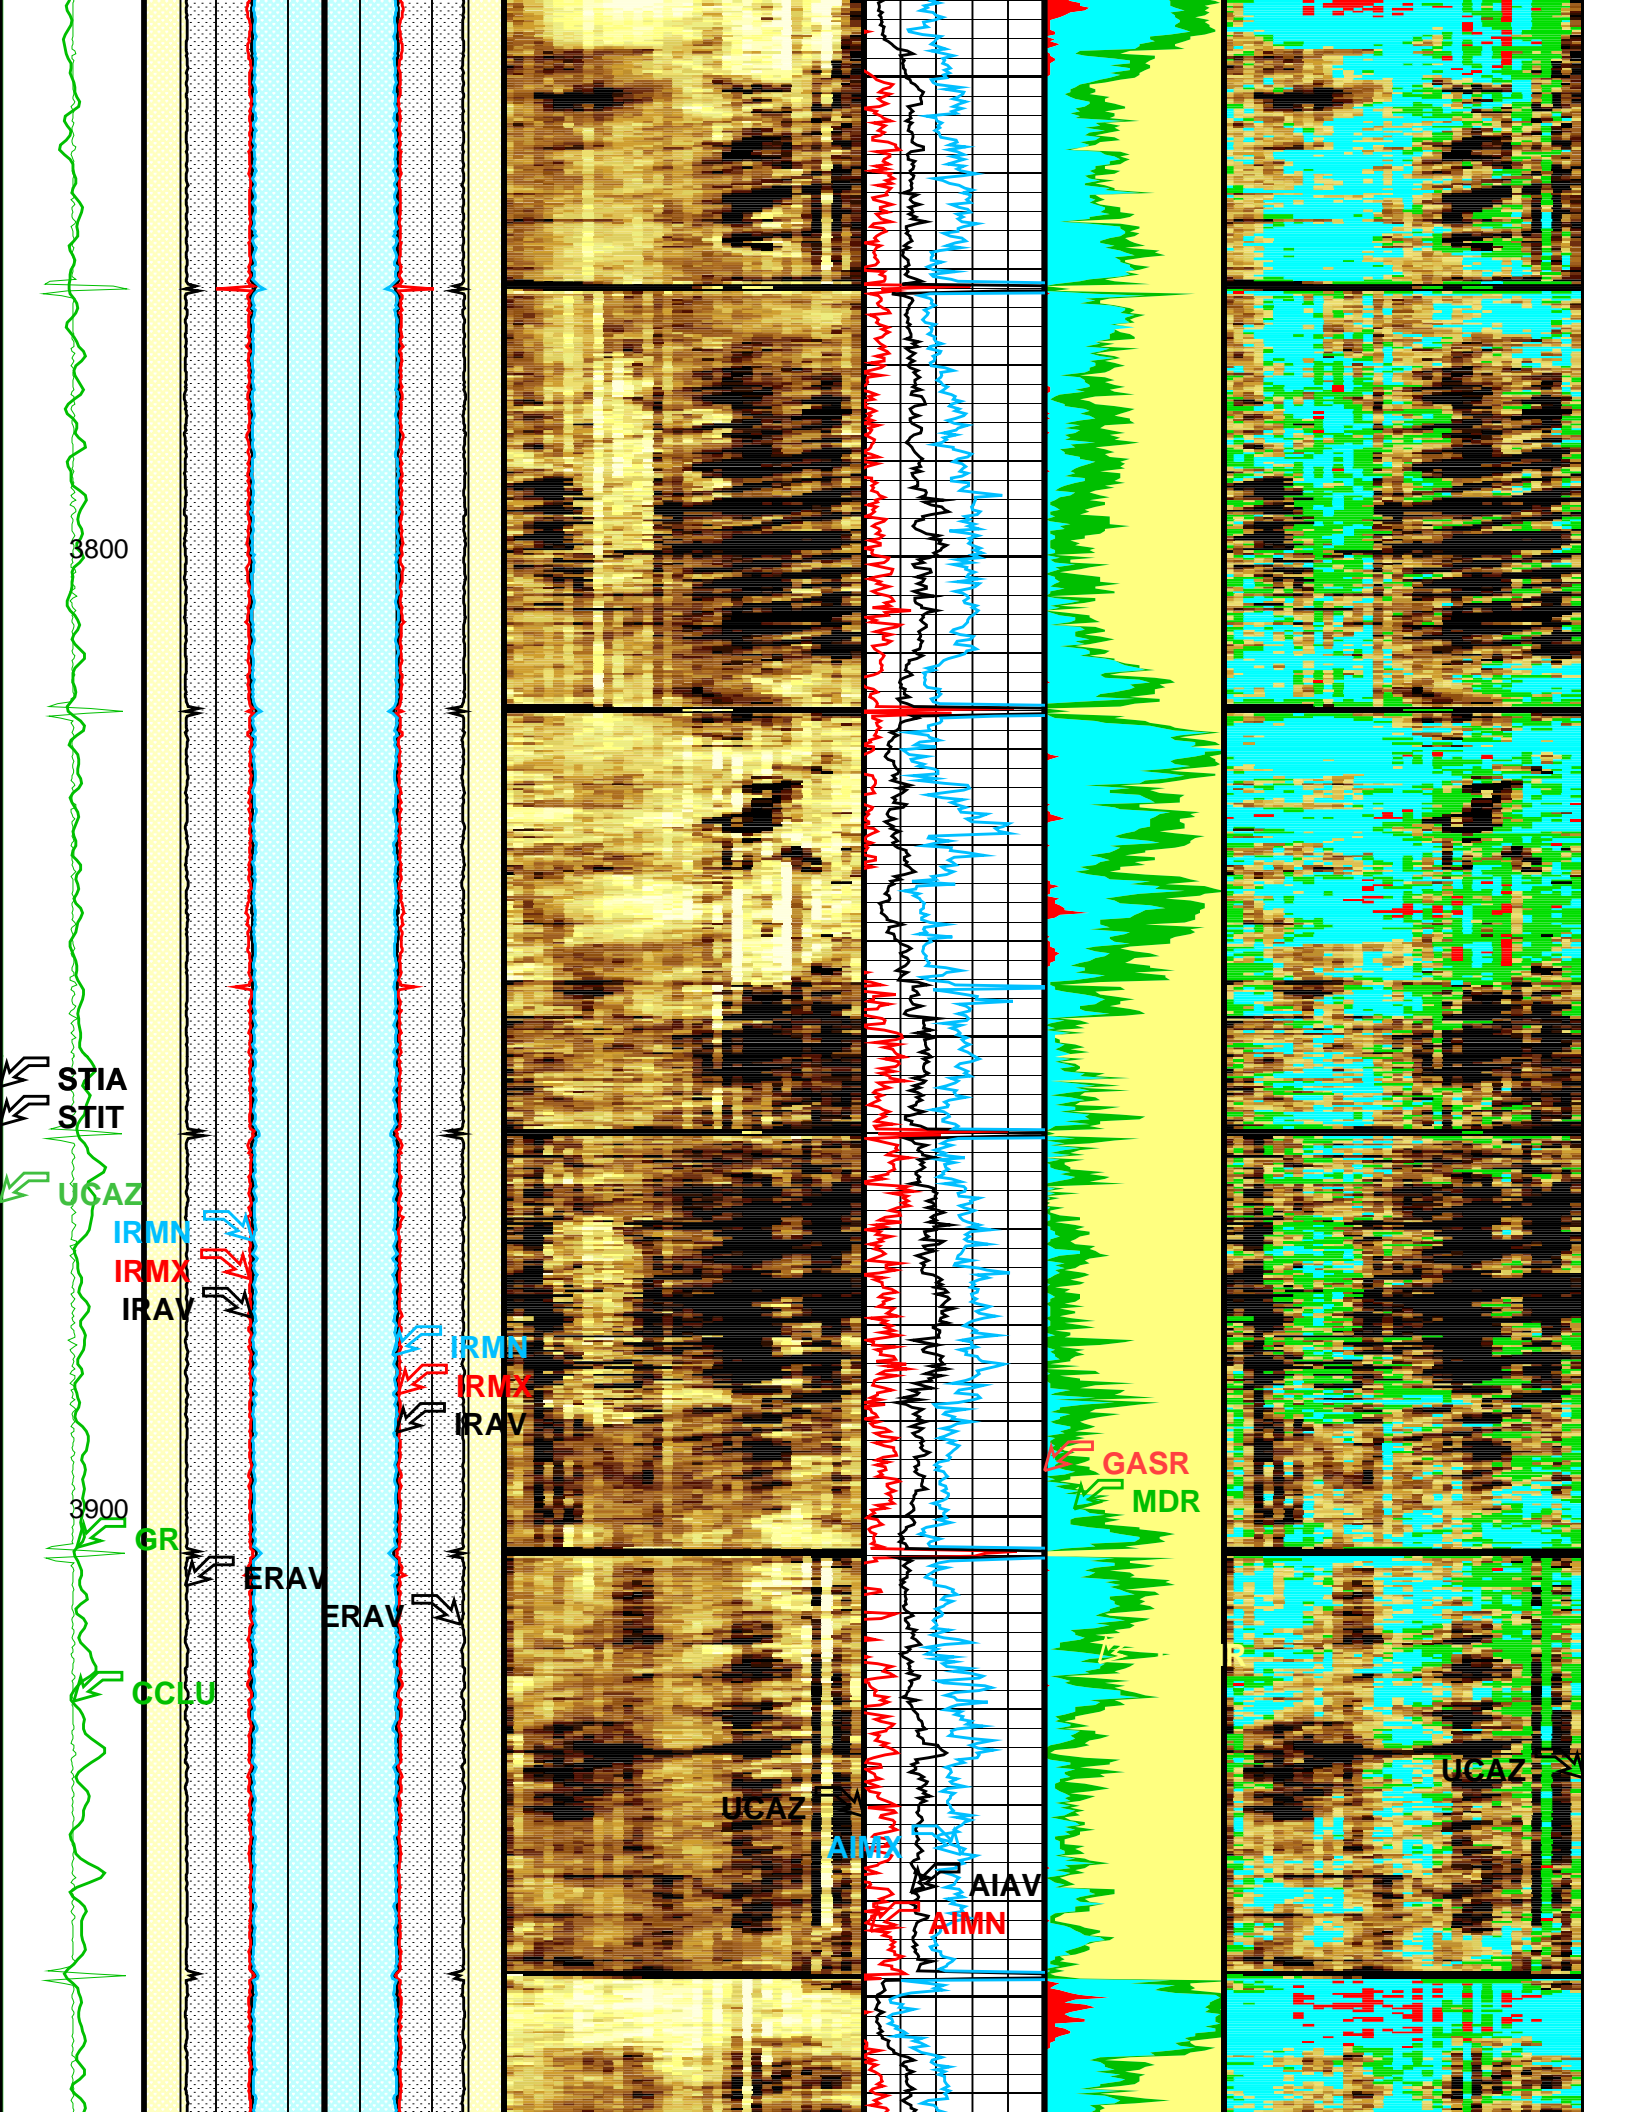 3800
STIA
STIT
UCAZ
IRMN
IRMX
IRAV
IRMN
IRMX
IRAV
GASR
MDR
3900
GR
ERAV
ERAV
R
CCLU
UCAZ
UCAZ
AIMX
AIAV
AIMN